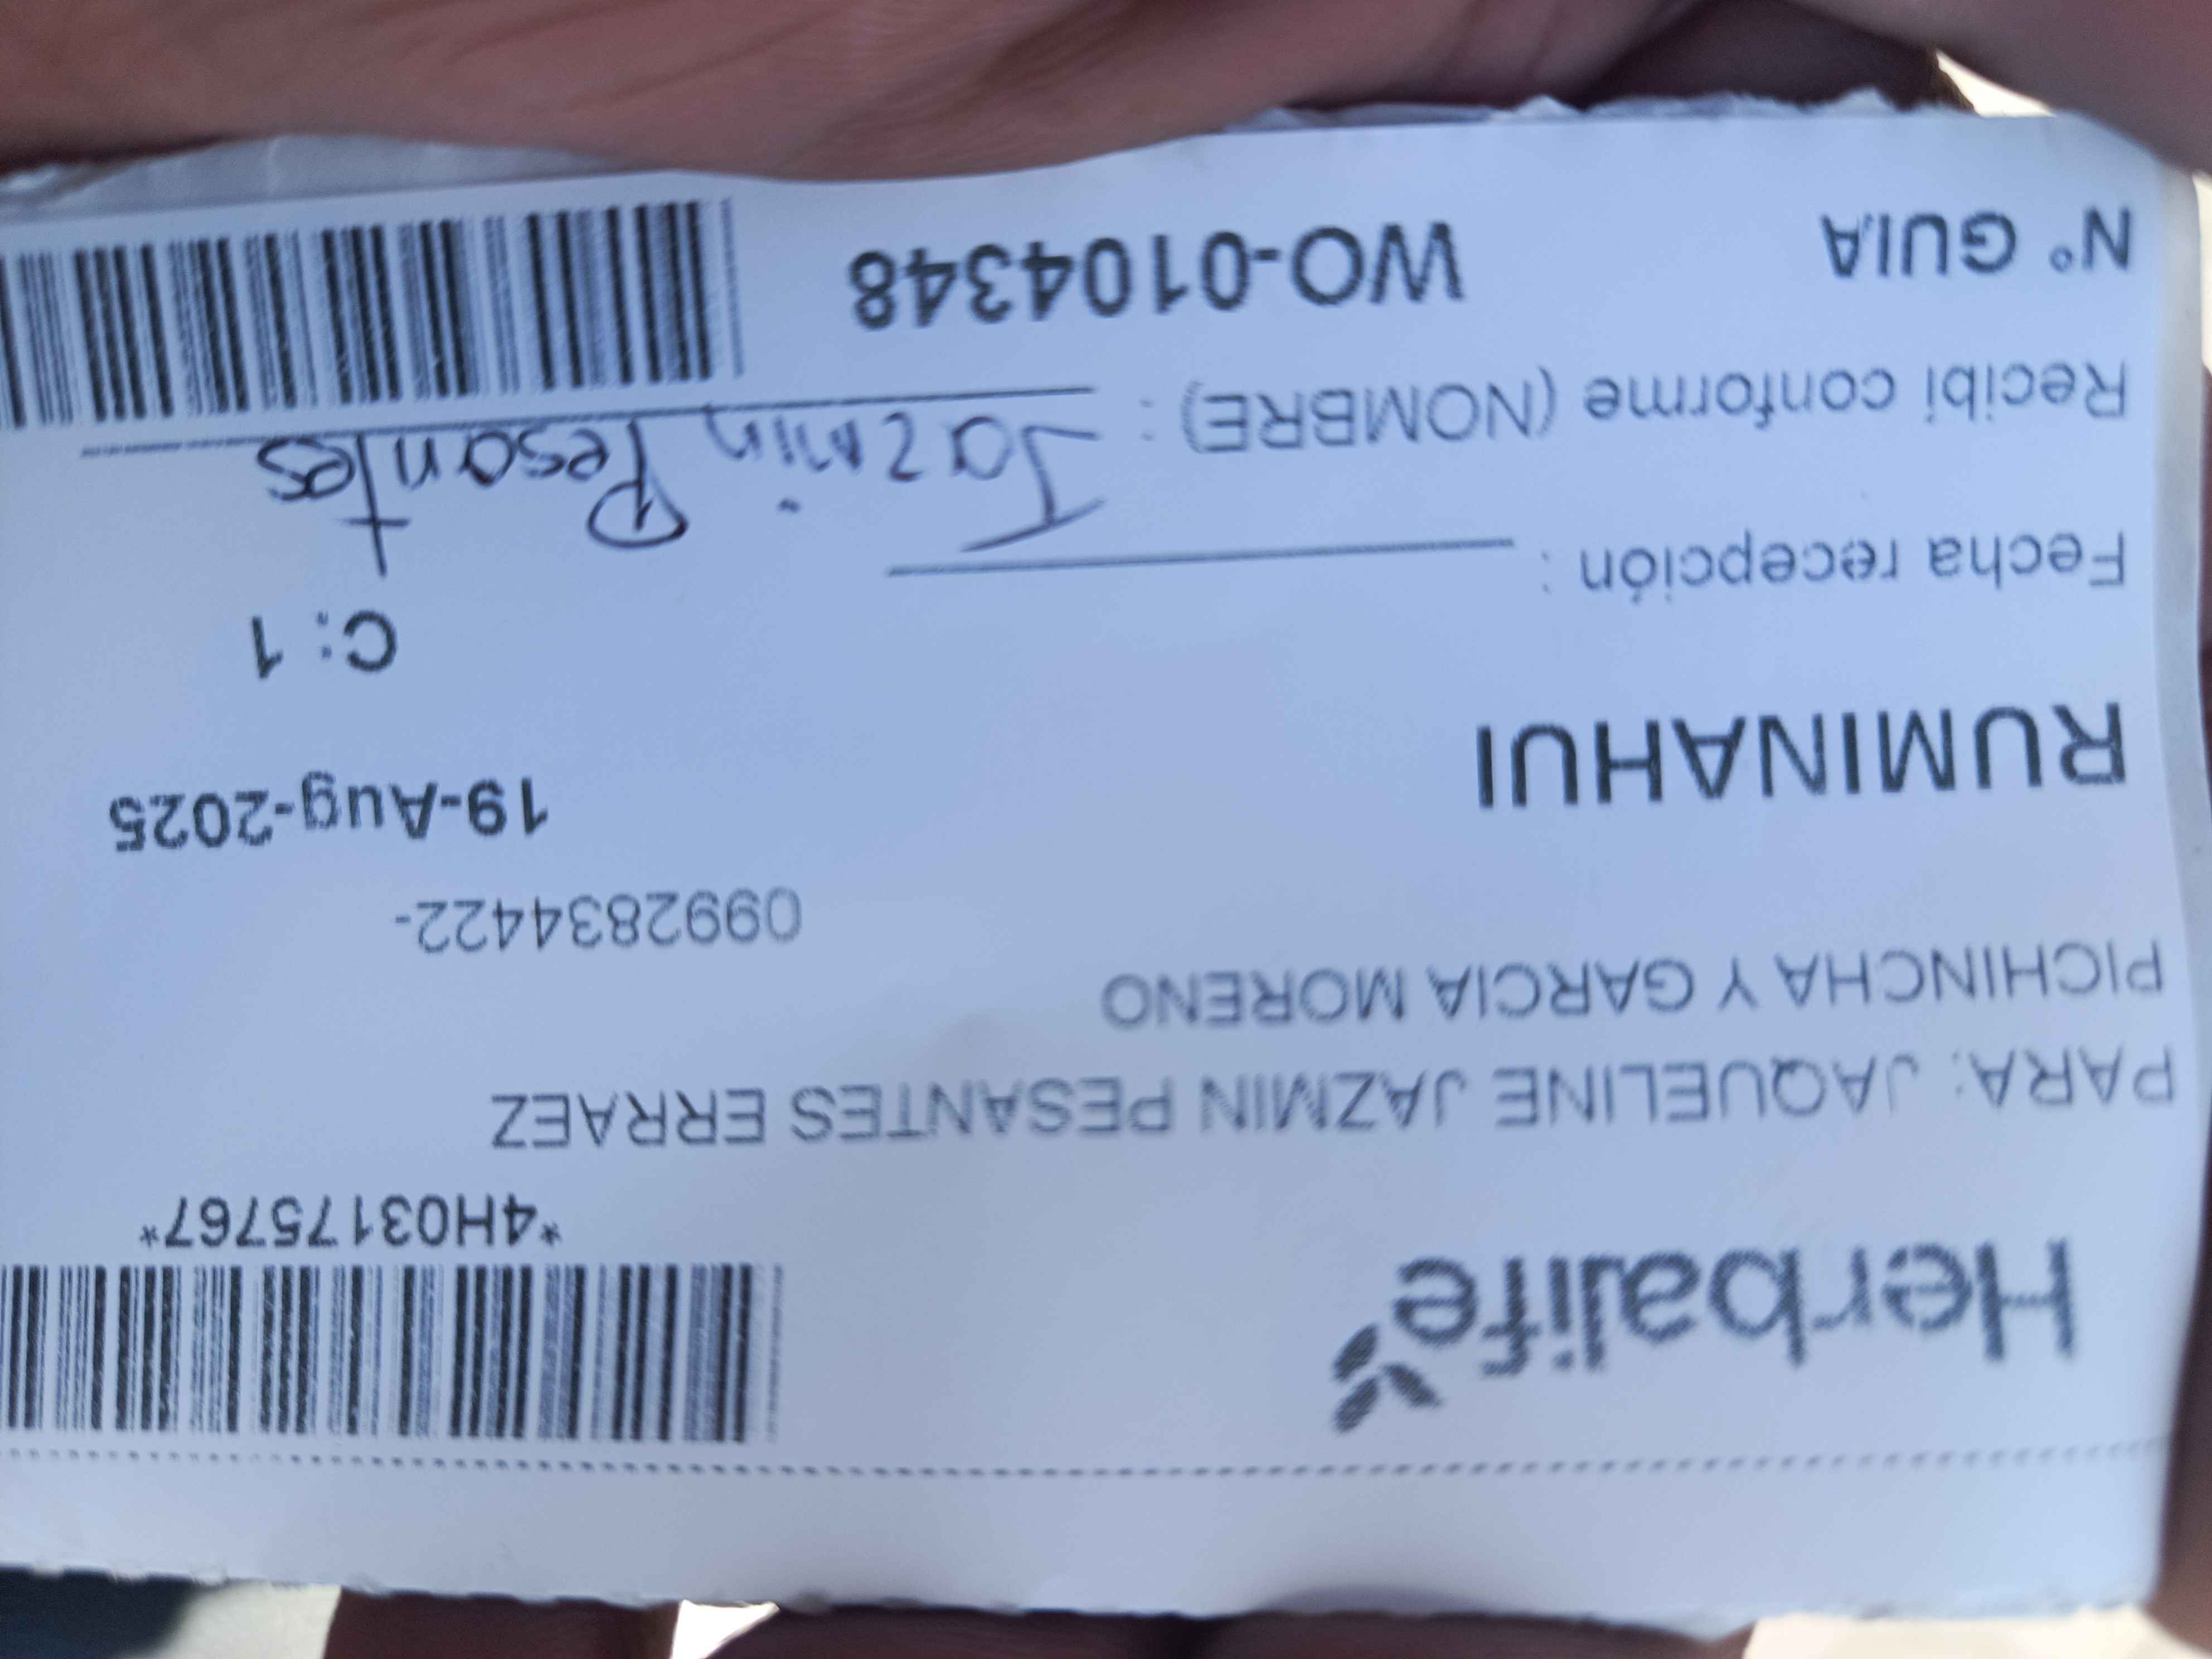 Herbalife
*4H03175767*
PARA: JAQUELINE JAZMIN PESANTES ERRAEZ
PICHINCHA Y GARCIA MORENO
0992834422-
RUMINAHUI
19-Aug-2025
C: 1
Fecha recepción :
Recibi conforme (NOMBRE) : Jazmin Pesantes
N° GUIA WO-0104348